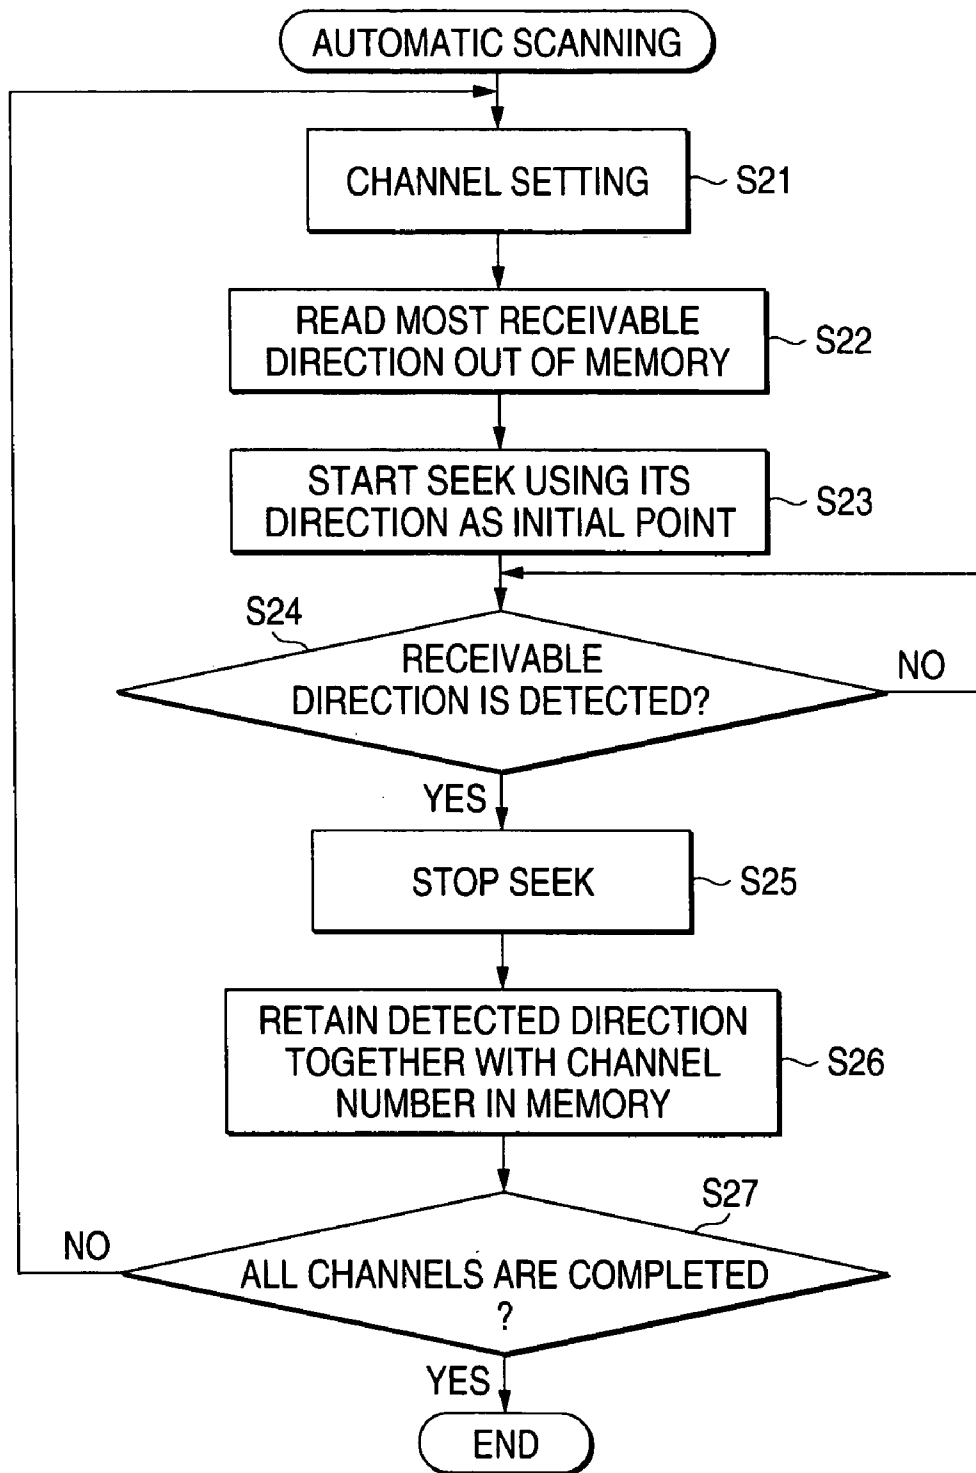 AUTOMATIC SCANNING
CHANNEL SETTING
S21
READ MOST RECEIVABLE
DIRECTION OUT OF MEMORY
S22
START SEEK USING ITS
DIRECTION AS INITIAL POINT
S23
S24
RECEIVABLE
DIRECTION IS DETECTED?
NO
YES
STOP SEEK
S25
RETAIN DETECTED DIRECTION
TOGETHER WITH CHANNEL
NUMBER IN MEMORY
S26
S27
NO
ALL CHANNELS ARE COMPLETED
?
YES
END